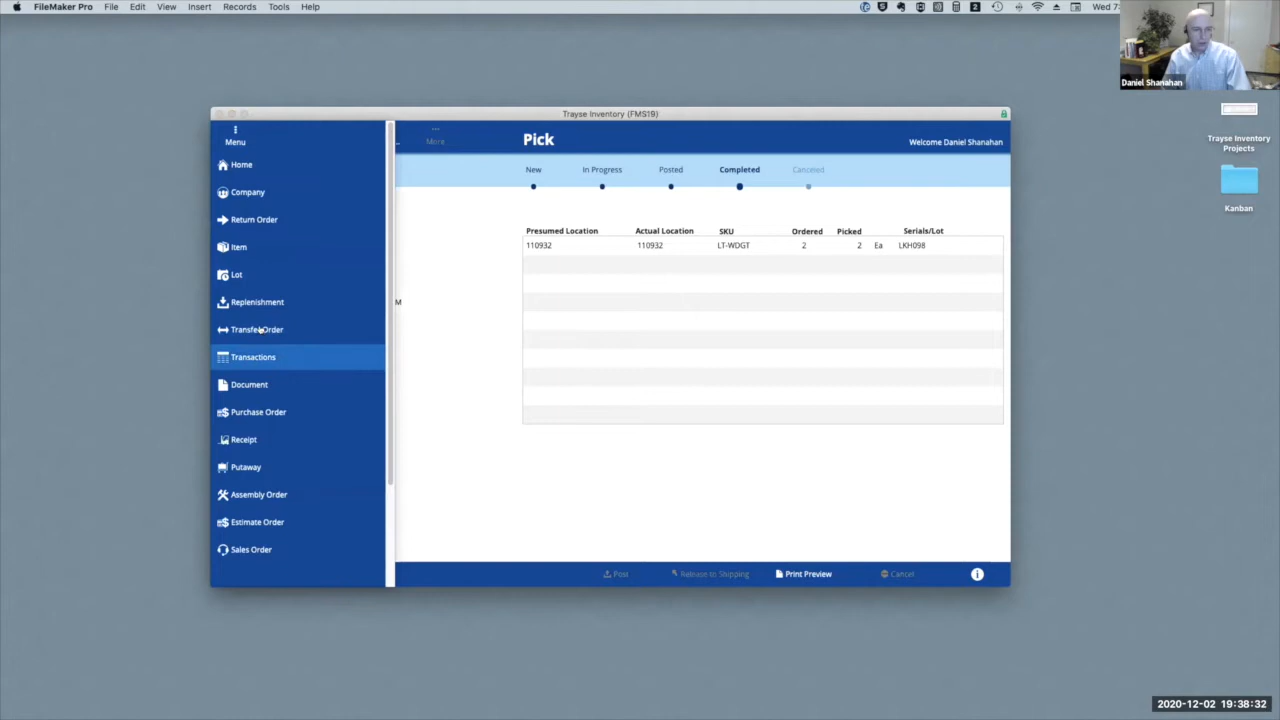 FileMaker Pro File Edit View Insert Records Tools Help
2
Wed 7:
Daniel Shanahan
Trayse Inventory Projects
Kanban
Trayse Inventory (FMS19)
Menu
More
Pick
Welcome Daniel Shanahan
New In Progress Posted Completed Canceled
Home
Company
Return Order
Item
Lot
Replenishment
Transfer Order
Transactions
Document
Purchase Order
Receipt
Putaway
Assembly Order
Estimate Order
Sales Order
M
Presumed Location Actual Location SKU Ordered Picked Serials/Lot
110932 110932 LT-WDGT 2 2 Ea LKH098
Post Release to Shipping Print Preview Cancel
2020-12-02 19:38:32